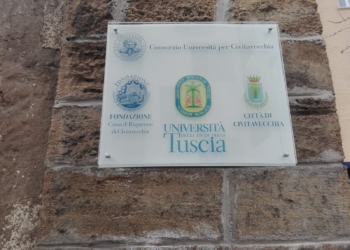 Consorzio Università per Civitavecchia
FONDAZIONE
Cassa di Risparmio
di Civitavecchia
UNIVERSITÀ
DEGLI STUDI DELLA
Tuscia
CITTÀ DI
CIVITAVECCHIA